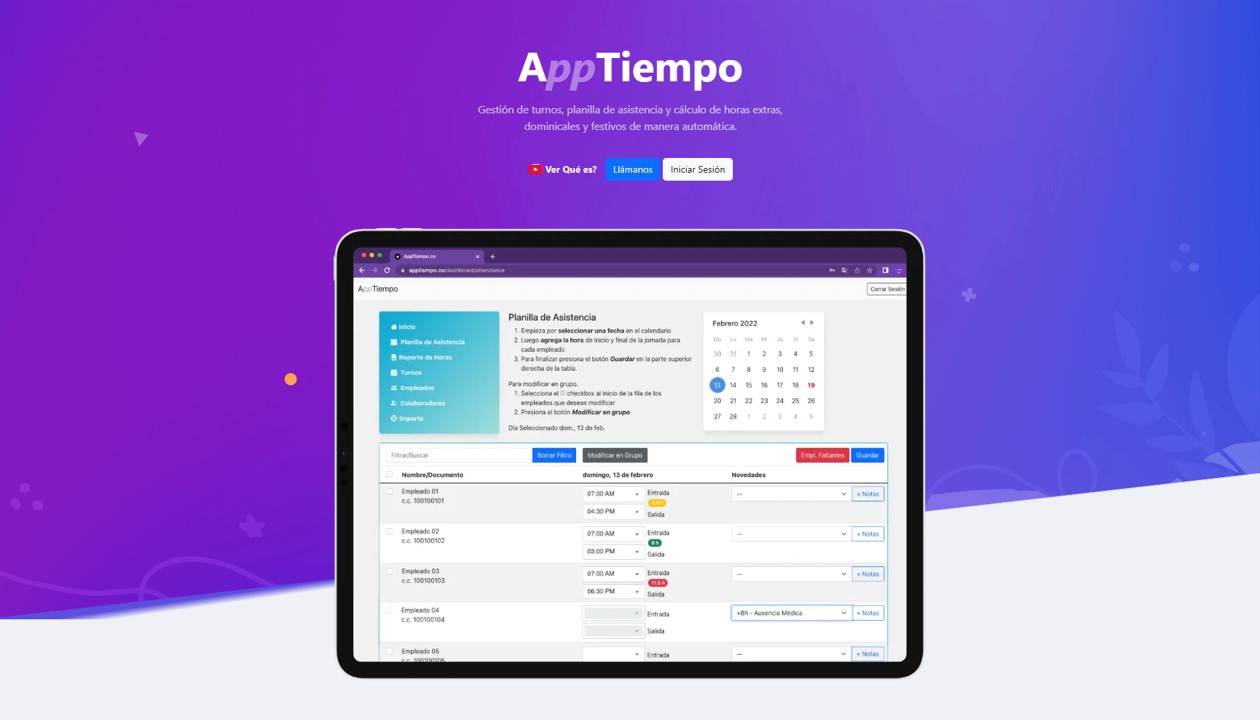 AppTiempo
Gestión de turnos, planilla de asistencia y cálculo de horas extras,
dominicales y festivos de manera automática.
Ver Qué es? Llámanos Iniciar Sesión
AppTiempo.co
apptiempo.co/dashboard/attendance
AppTiempo Cerrar Sesión
Inicio
Planilla de Asistencia
Reporte de Horas
Turnos
Empleados
Colaboradores
Soporte
Planilla de Asistencia
1. Empieza por seleccionar una fecha en el calendario
2. Luego agrega la hora de inicio y final de la jornada para
cada empleado
3. Para finalizar presiona el botón Guardar en la parte superior
derecha de la tabla.
Para modificar en grupo.
1. Selecciona el checkbox al inicio de la fila de los
empleados que deseas modificar
2. Presiona el botón Modificar en grupo
Día Seleccionado dom., 13 de feb.
Febrero 2022
Do Lu Ma Mi Ju Vi Sa
30 31 1 2 3 4 5
6 7 8 9 10 11 12
13 14 15 16 17 18 19
20 21 22 23 24 25 26
27 28 1 2 3 4 5
Filtrar/Buscar Borrar Filtro Modificar en Grupo Empl. Faltantes Guardar
Nombre/Documento domingo, 13 de febrero Novedades
Empleado 01 07:00 AM Entrada -- + Notas
c.c. 100100101
04:30 PM Salida
Empleado 02 07:00 AM Entrada -- + Notas
c.c. 100100102 8 h
03:00 PM Salida
Empleado 03 07:00 AM Entrada -- + Notas
c.c. 100100103 11.5 h
06:30 PM Salida
Empleado 04 Entrada +8h - Ausencia Médica + Notas
c.c. 100100104
Salida
Empleado 05 Entrada -- + Notas
c.c. 100100105